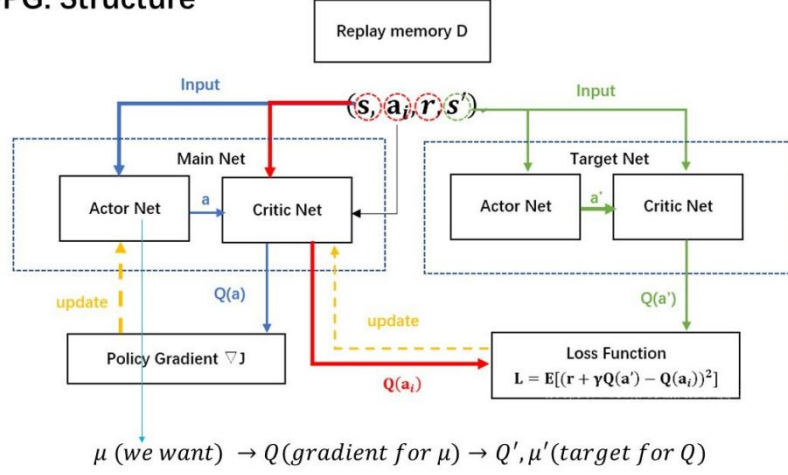 PG: Structure
Replay memory D
Input
(s, a_i, r, s′).
Input
Main Net
Target Net
Actor Net
a
Critic Net
Actor Net
a'
Critic Net
Q(a)
Q(a')
update
update
Policy Gradient ▽J
Q(a_i)
Loss Function
L = E[(r + γQ(a') − Q(a_i))²]
μ (we want) → Q(gradient for μ) → Q′, μ′(target for Q)